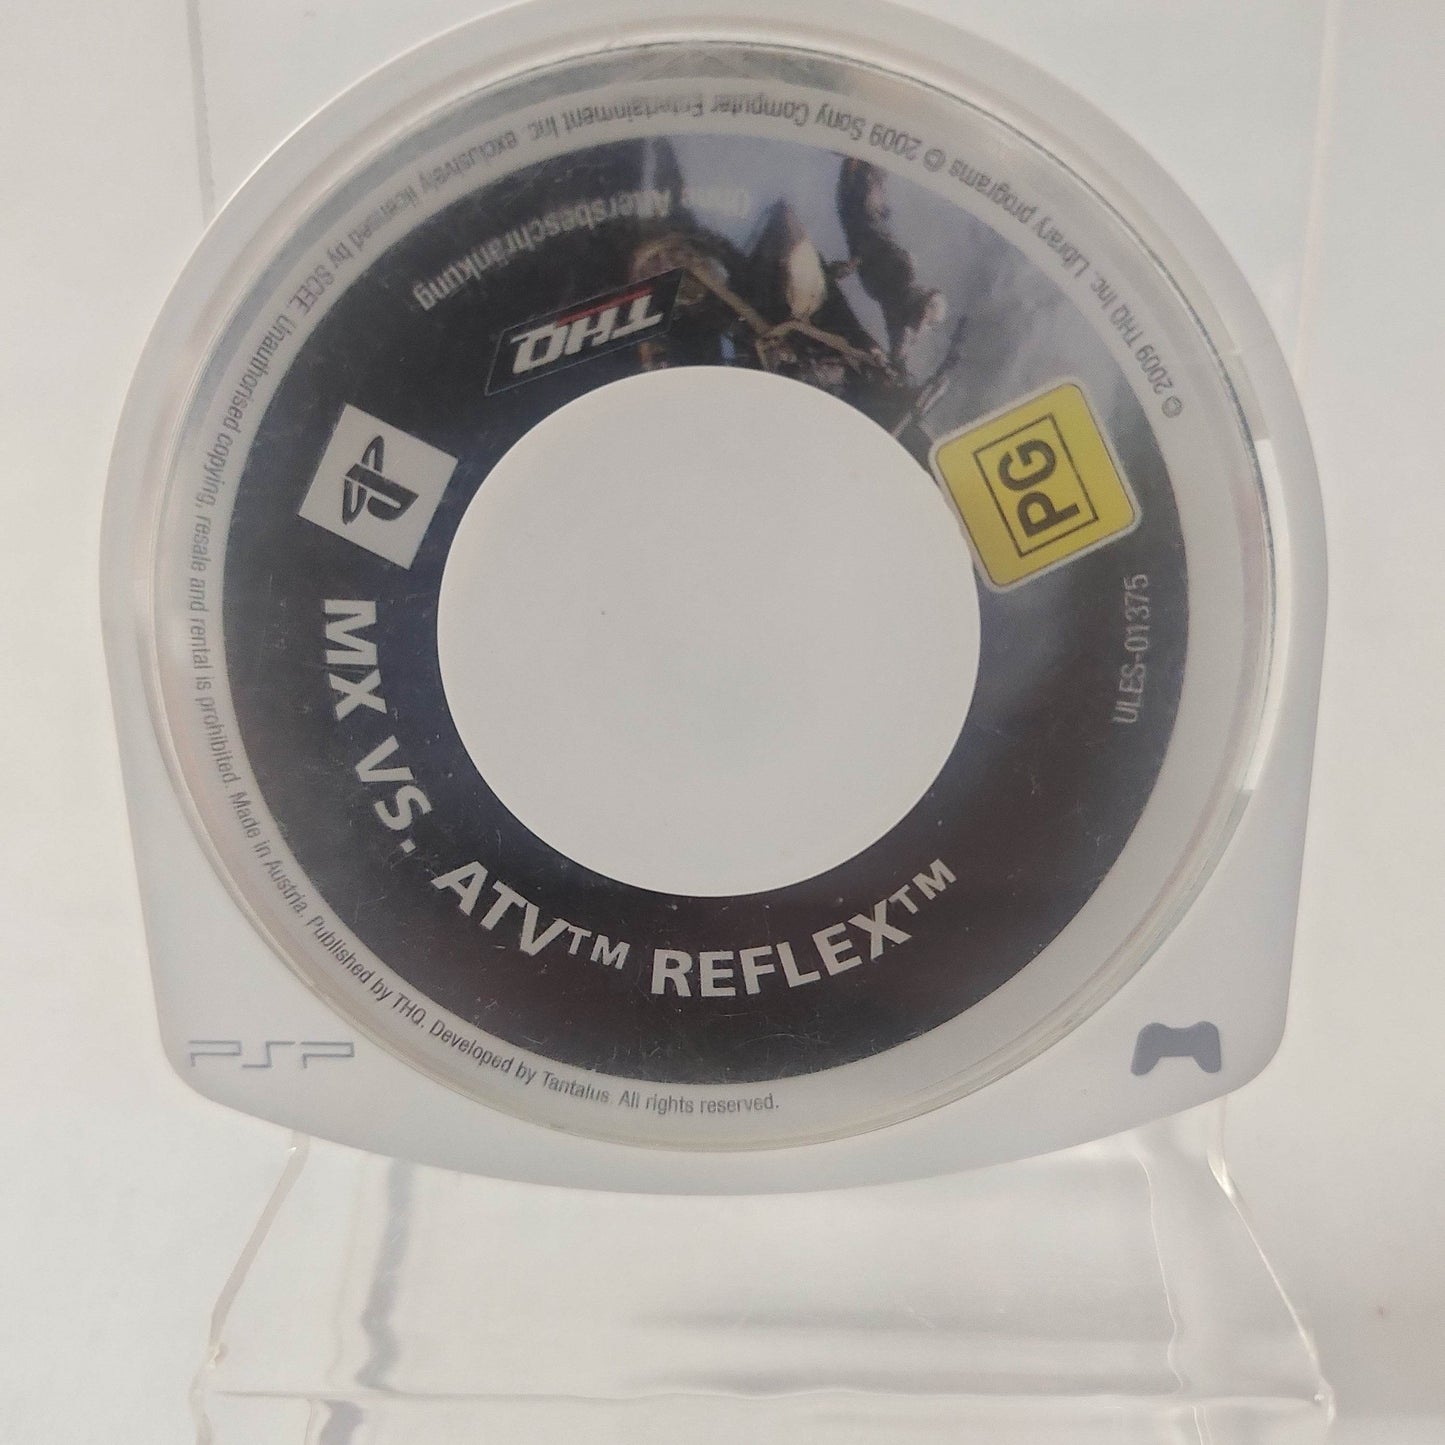 MX VS. ATV™ REFLEX™
THQ
Ohne Altersbeschränkung
PG
ULES-01375
© 2009 THQ Inc. Library programs © 2009 Sony Computer Entertainment Inc. exclusively licensed by SCEE. Unauthorised copying, resale and rental is prohibited. Made in Austria. Published by THQ. Developed by Tantalus. All rights reserved.
PSP